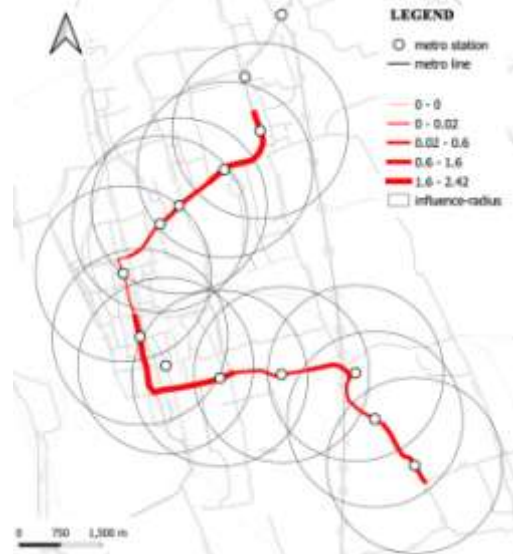 LEGEND
metro station
metro line
0 - 0
0 - 0.02
0.02 - 0.6
0.6 - 1.6
1.6 - 2.42
influence-radius
0 750 1,500 m